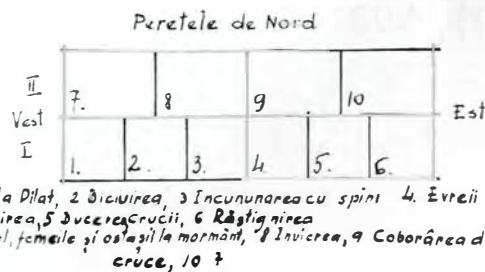 Peretele de Nord
II
7. 8 9 10
Vest Est
I
1. 2. 3. 4. 5. 6.
la Pilat, 2 Biciuirea, 3 Incununarea cu spini 4. Evreii
irea, 5 Ducerea crucii, 6 Răstignirea
l, femeile și ostașii la mormânt, 8 Invierea, 9 Coborârea d
cruce, 10 ?